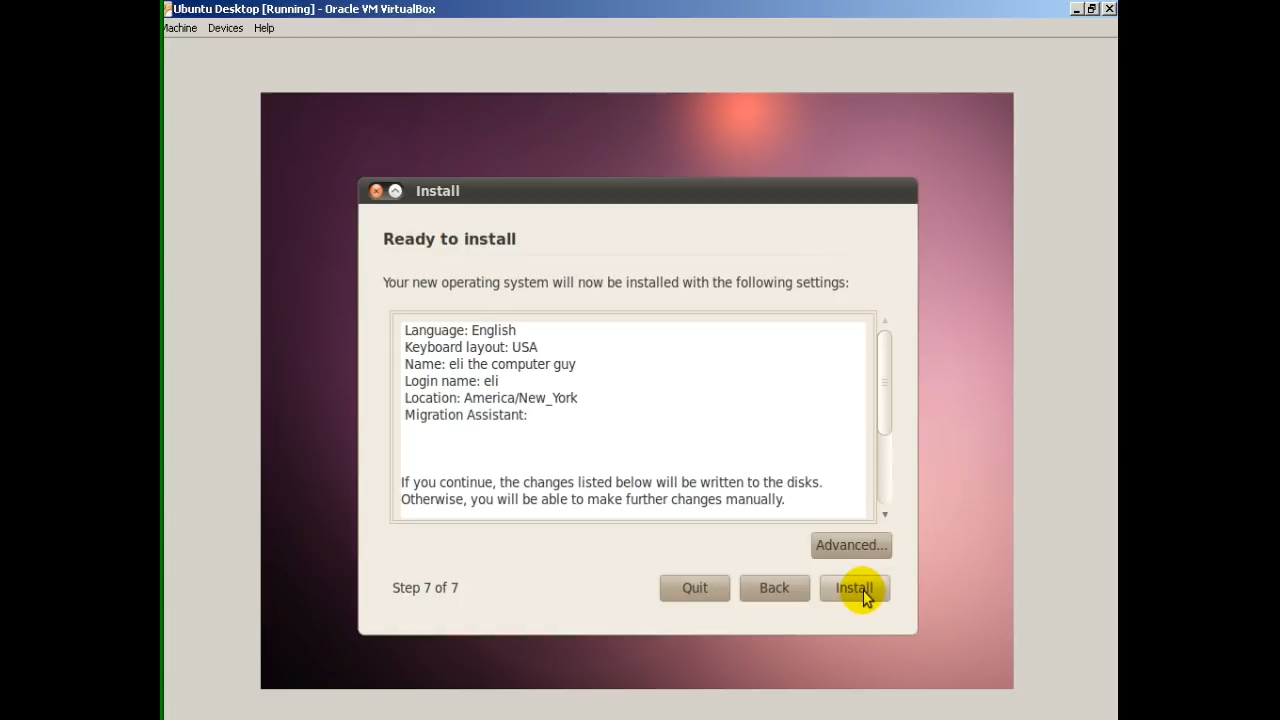 Ubuntu Desktop [Running] - Oracle VM VirtualBox
Machine Devices Help
Install
Ready to install
Your new operating system will now be installed with the following settings:
Language: English
Keyboard layout: USA
Name: eli the computer guy
Login name: eli
Location: America/New_York
Migration Assistant:
If you continue, the changes listed below will be written to the disks.
Otherwise, you will be able to make further changes manually.
Advanced...
Step 7 of 7 Quit Back Install